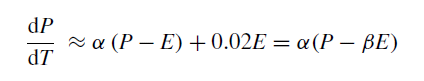 dP/dT ≈ α (P − E) + 0.02E = α(P − βE)